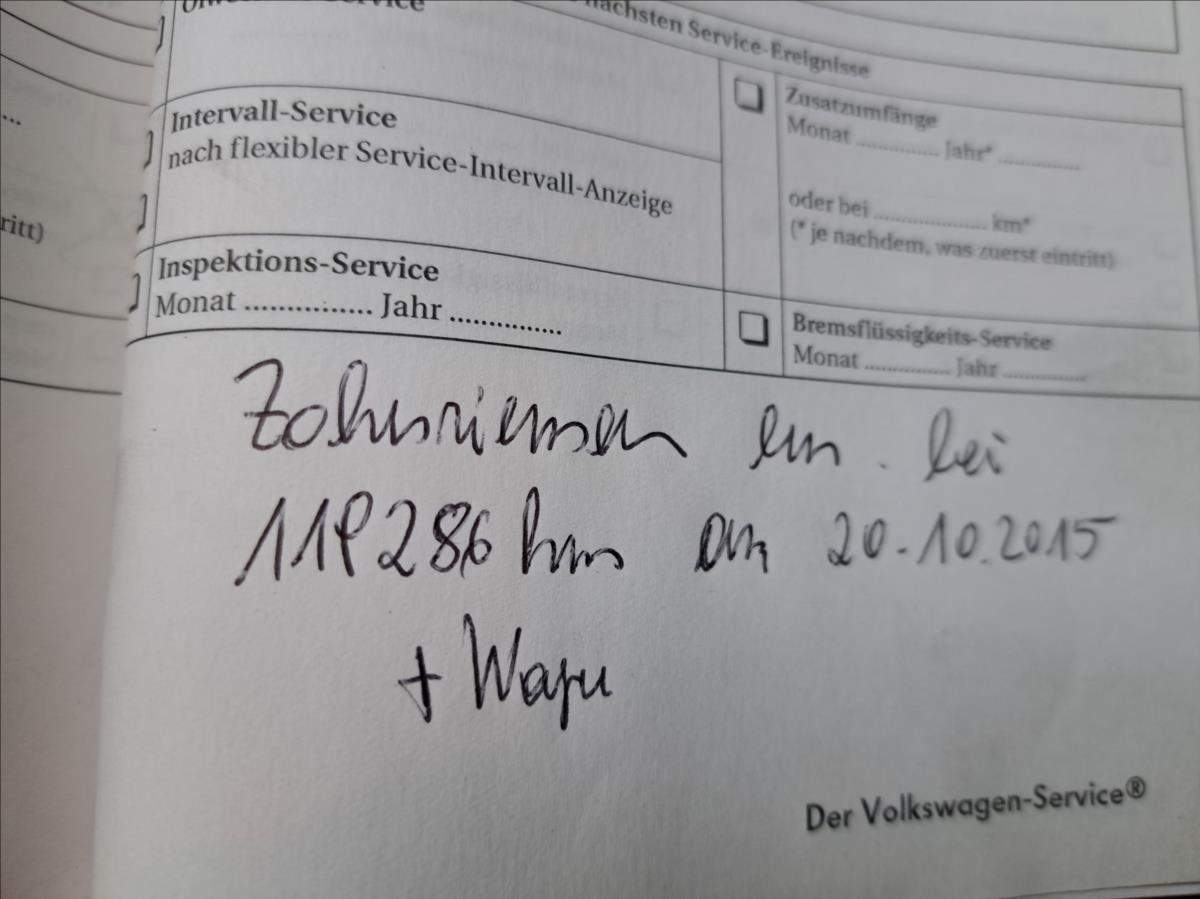 Service
nächsten Service-Ereignisse
Intervall-Service
nach flexibler Service-Intervall-Anzeige
Zusatzumfänge
Monat ............... Jahr* ...............
oder bei .................... km*
(* je nachdem, was zuerst eintritt)
ritt)
Inspektions-Service
Monat ............... Jahr ...............
Bremsflüssigkeits-Service
Monat ............... Jahr ...............
Zahnriemen ern. bei
119286 km am 20.10.2015
+ Wapu
Der Volkswagen-Service®